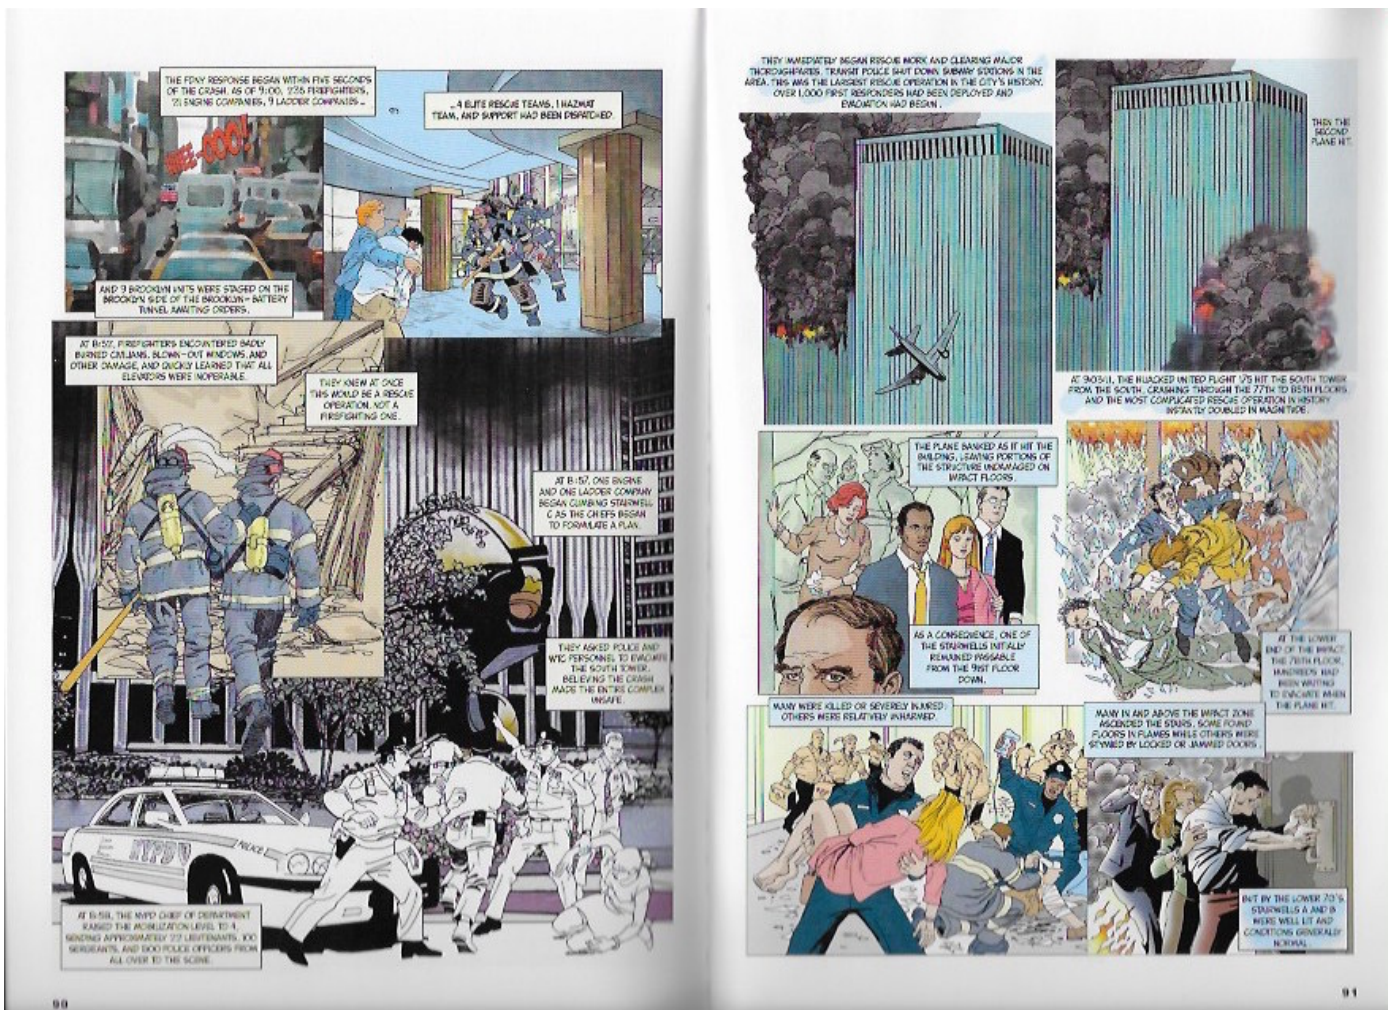 THE FDNY RESPONSE BEGAN WITHIN FIVE SECONDS
OF THE CRASH. AS OF 9:00, 235 FIREFIGHTERS,
21 ENGINE COMPANIES, 9 LADDER COMPANIES...
...4 ELITE RESCUE TEAMS, 1 HAZMAT
TEAM, AND SUPPORT HAD BEEN DISPATCHED.
AND 9 BROOKLYN UNITS WERE STAGED ON THE
BROOKLYN SIDE OF THE BROOKLYN-BATTERY
TUNNEL AWAITING ORDERS.
AT 8:52, FIREFIGHTERS ENCOUNTERED BADLY
BURNED CIVILIANS, BLOWN-OUT WINDOWS, AND
OTHER DAMAGE, AND QUICKLY LEARNED THAT ALL
ELEVATORS WERE INOPERABLE.
THEY KNEW AT ONCE
THIS WOULD BE A RESCUE
OPERATION, NOT A
FIREFIGHTING ONE.
AT 8:57, ONE ENGINE
AND ONE LADDER COMPANY
BEGAN CLIMBING STAIRWELL
C AS THE CHIEFS BEGAN
TO FORMULATE A PLAN.
THEY ASKED POLICE AND
WTC PERSONNEL TO EVACUATE
THE SOUTH TOWER,
BELIEVING THE CRASH
MADE THE ENTIRE COMPLEX
UNSAFE.
NYPD
POLICE
AT 8:58, THE NYPD CHIEF OF DEPARTMENT
RAISED THE MOBILIZATION LEVEL TO 4,
SENDING APPROXIMATELY 22 LIEUTENANTS, 100
SERGEANTS, AND 800 POLICE OFFICERS FROM
ALL OVER TO THE SCENE.
90
THEY IMMEDIATELY BEGAN RESCUE WORK AND CLEARING MAJOR
THOROUGHFARES. TRANSIT POLICE SHUT DOWN SUBWAY STATIONS IN THE
AREA. THIS WAS THE LARGEST RESCUE OPERATION IN THE CITY'S HISTORY.
OVER 1,000 FIRST RESPONDERS HAD BEEN DEPLOYED AND
EVACUATION HAD BEGUN.
THEN THE
SECOND
PLANE HIT.
AT 9:03:11, THE HIJACKED UNITED FLIGHT 175 HIT THE SOUTH TOWER
FROM THE SOUTH, CRASHING THROUGH THE 77TH TO 85TH FLOORS
AND THE MOST COMPLICATED RESCUE OPERATION IN HISTORY
INSTANTLY DOUBLED IN MAGNITUDE.
THE PLANE BANKED AS IT HIT THE
BUILDING, LEAVING PORTIONS OF
THE STRUCTURE UNDAMAGED ON
IMPACT FLOORS.
AS A CONSEQUENCE, ONE OF
THE STAIRWELLS INITIALLY
REMAINED PASSABLE
FROM THE 91ST FLOOR
DOWN.
AT THE LOWER
END OF THE IMPACT,
THE 78TH FLOOR,
HUNDREDS HAD
BEEN WAITING
TO EVACUATE WHEN
THE PLANE HIT.
MANY WERE KILLED OR SEVERELY INJURED;
OTHERS WERE RELATIVELY UNHARMED.
MANY IN AND ABOVE THE IMPACT ZONE
ASCENDED THE STAIRS. SOME FOUND
FLOORS IN FLAMES WHILE OTHERS WERE
STYMIED BY LOCKED OR JAMMED DOORS.
BUT BY THE LOWER 70'S,
STAIRWELLS A AND B
WERE WELL LIT AND
CONDITIONS GENERALLY
NORMAL.
91